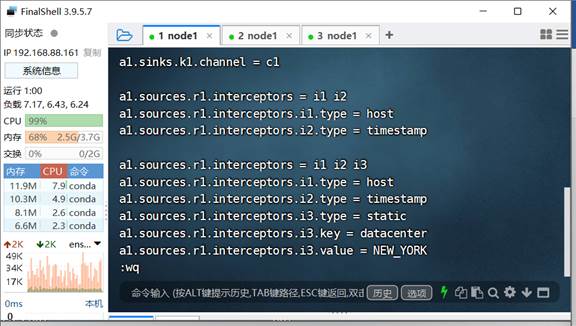 FinalShell 3.9.5.7
同步状态
IP 192.168.88.161 复制
系统信息
运行 1:00
负载 7.17, 6.43, 6.24
CPU 99%
内存 68% 2.5G/3.7G
交换 0% 0/2G
内存 CPU 命令
11.9M 7.9 conda
10.3M 4.9 conda
8.1M 2.6 conda
6.6M 2.3 conda
2K 2K ens...
49K
34K
17K
0ms 本机
0
1 node1
2 node1
3 node1
a1.sinks.k1.channel = c1
a1.sources.r1.interceptors = i1 i2
a1.sources.r1.interceptors.i1.type = host
a1.sources.r1.interceptors.i2.type = timestamp
a1.sources.r1.interceptors = i1 i2 i3
a1.sources.r1.interceptors.i1.type = host
a1.sources.r1.interceptors.i2.type = timestamp
a1.sources.r1.interceptors.i3.type = static
a1.sources.r1.interceptors.i3.key = datacenter
a1.sources.r1.interceptors.i3.value = NEW_YORK
:wq
命令输入 (按ALT键提示历史,TAB键路径,ESC键返回,双击
历史
选项